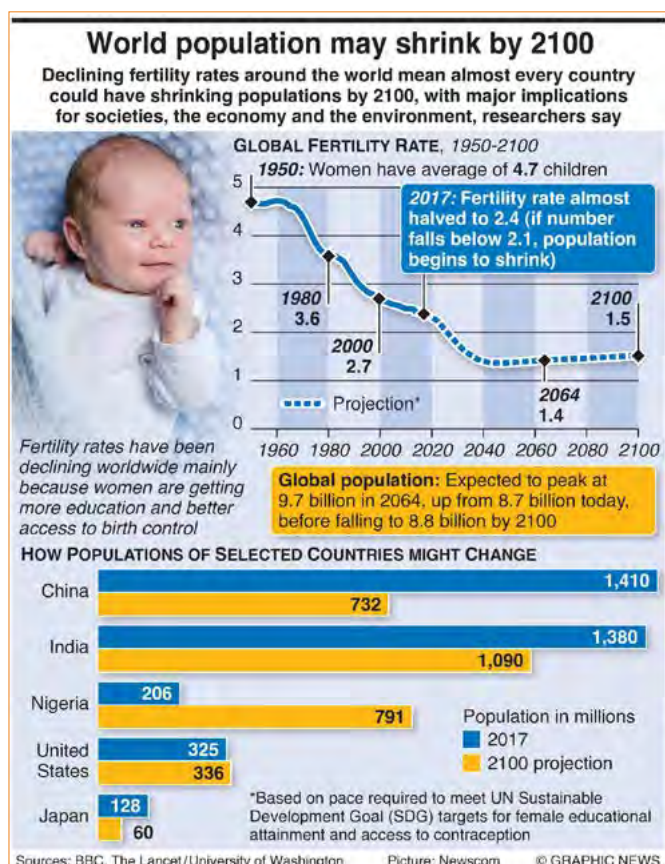 World population may shrink by 2100
Declining fertility rates around the world mean almost every country
could have shrinking populations by 2100, with major implications
for societies, the economy and the environment, researchers say
GLOBAL FERTILITY RATE, 1950-2100
1950: Women have average of 4.7 children
2017: Fertility rate almost
halved to 2.4 (if number
falls below 2.1, population
begins to shrink)
5
4
3
2
1
0
1980
3.6
2000
2.7
2100
1.5
2064
1.4
Projection*
1960 1980 2000 2020 2040 2060 2080 2100
Fertility rates have been
declining worldwide mainly
because women are getting
more education and better
access to birth control
Global population: Expected to peak at
9.7 billion in 2064, up from 8.7 billion today,
before falling to 8.8 billion by 2100
HOW POPULATIONS OF SELECTED COUNTRIES MIGHT CHANGE
China
1,410
732
India
1,380
1,090
Nigeria
206
791
United
States
325
336
Japan
128
60
Population in millions
2017
2100 projection
*Based on pace required to meet UN Sustainable
Development Goal (SDG) targets for female educational
attainment and access to contraception
Sources: BBC, The Lancet/University of Washington Picture: Newscom © GRAPHIC NEWS